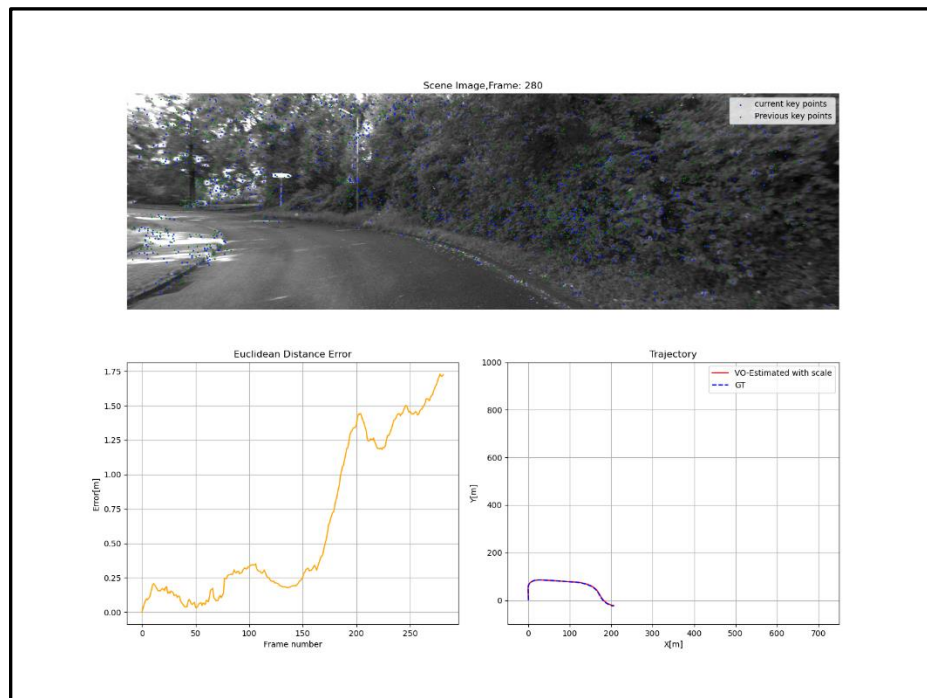 Scene Image,Frame: 280
current key points
Previous key points
Euclidean Distance Error
1.75
1.50
1.25
1.00
0.75
0.50
0.25
0.00
Error[m]
0 50 100 150 200 250
Frame number
Trajectory
VO-Estimated with scale
GT
1000
800
600
400
200
0
Y[m]
0 100 200 300 400 500 600 700
X[m]